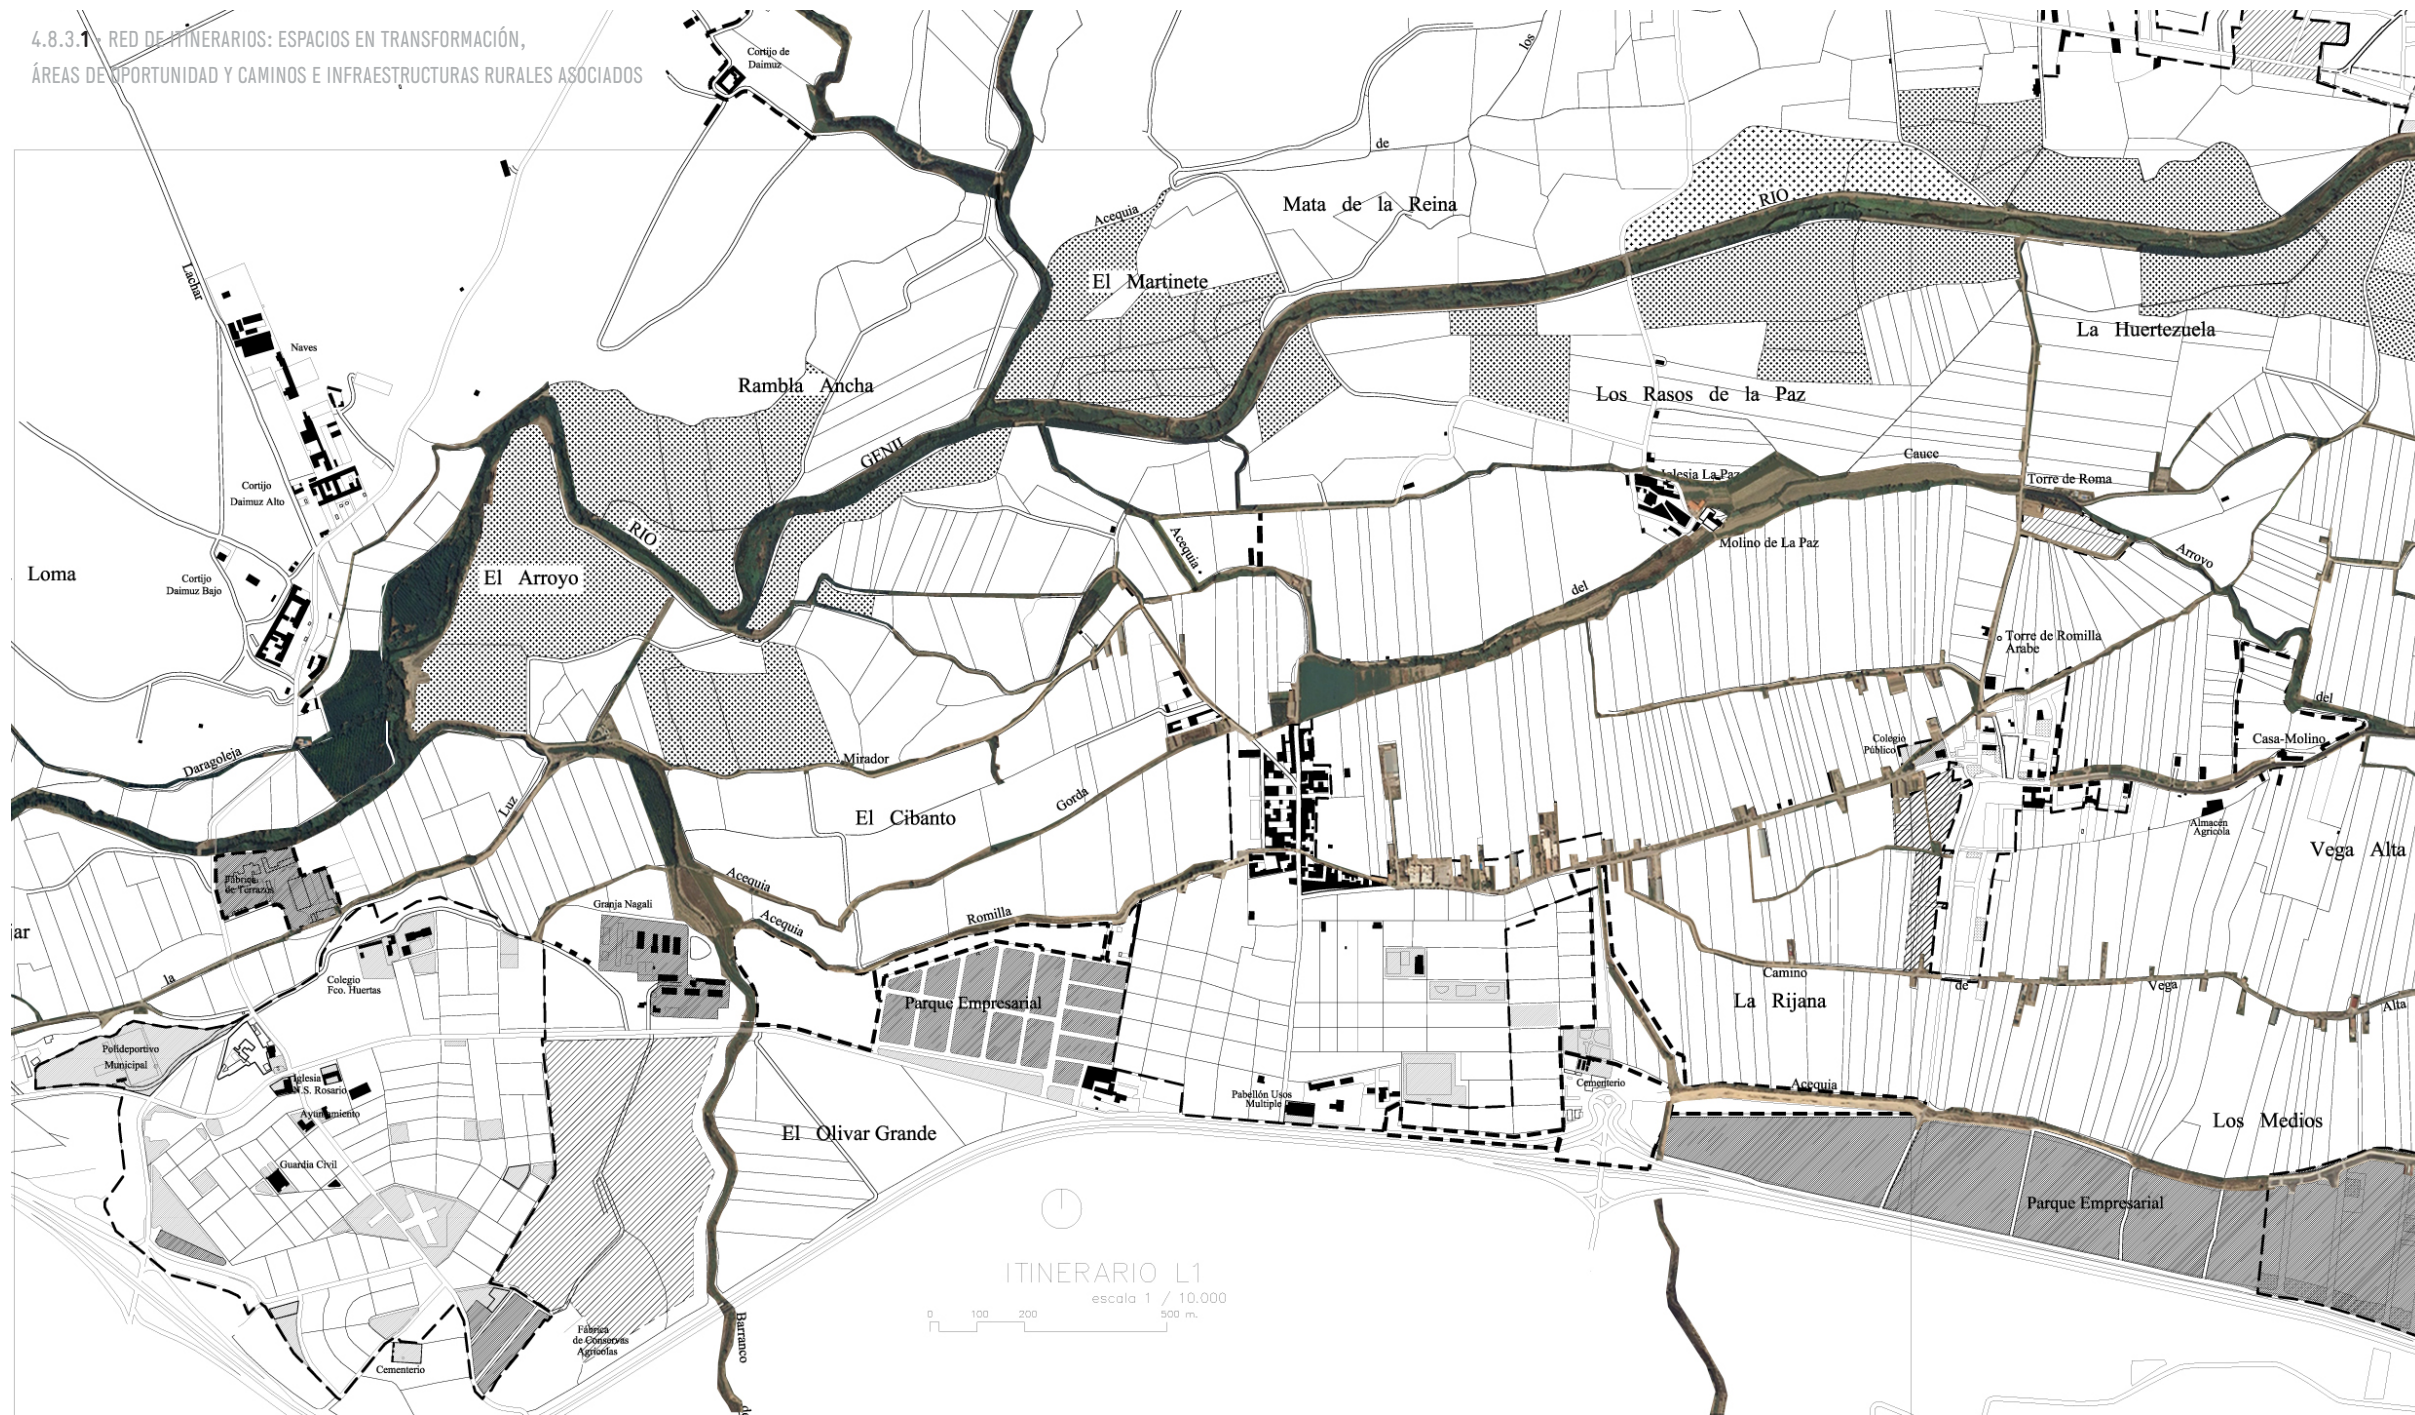 4.8.3.1 · RED DE ITINERARIOS: ESPACIOS EN TRANSFORMACIÓN,
ÁREAS DE OPORTUNIDAD Y CAMINOS E INFRAESTRUCTURAS RURALES ASOCIADOS
Cortijo de
Daimuz
los
de
Mata de la Reina
RIO
Acequia
Lachar
El Martinete
La Huertezuela
Naves
Rambla Ancha
Los Rasos de la Paz
GENIL
Cauce
Iglesia La Paz
Torre de Roma
Cortijo
Daimuz Alto
RIO
Acequia
Molino de La Paz
Arroyo
Loma
El Arroyo
Cortijo
Daimuz Bajo
del
Torre de Romilla
Arabe
del
Colegio
Público
Casa-Molino
Daragoleja
Mirador
Luz
Gorda
El Cibanto
Almacén
Agrícola
Vega Alta
Fábrica
de Terrazos
Acequia
Granja Nagali
Acequia
Romilla
jar
la
Colegio
Fco. Huertas
Camino
de
Vega
Alta
Parque Empresarial
La Rijana
Polideportivo
Municipal
Iglesia
N.S. Rosario
Ayuntamiento
Pabellón Usos
Multiple
Cementerio
Acequia
El Olivar Grande
Los Medios
Guardia Civil
Parque Empresarial
ITINERARIO L1
escala 1 / 10.000
0 100 200 500 m.
Fábrica
de Conservas
Agrícolas
Barranco
de
Cementerio